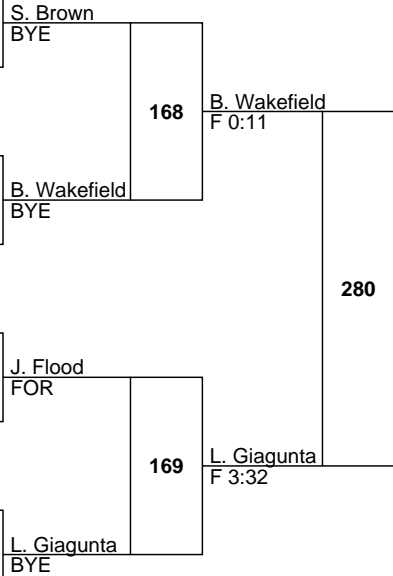 S. Brown
BYE
168
B. Wakefield
F 0:11
B. Wakefield
BYE
280
J. Flood
FOR
169
L. Giagunta
F 3:32
L. Giagunta
BYE